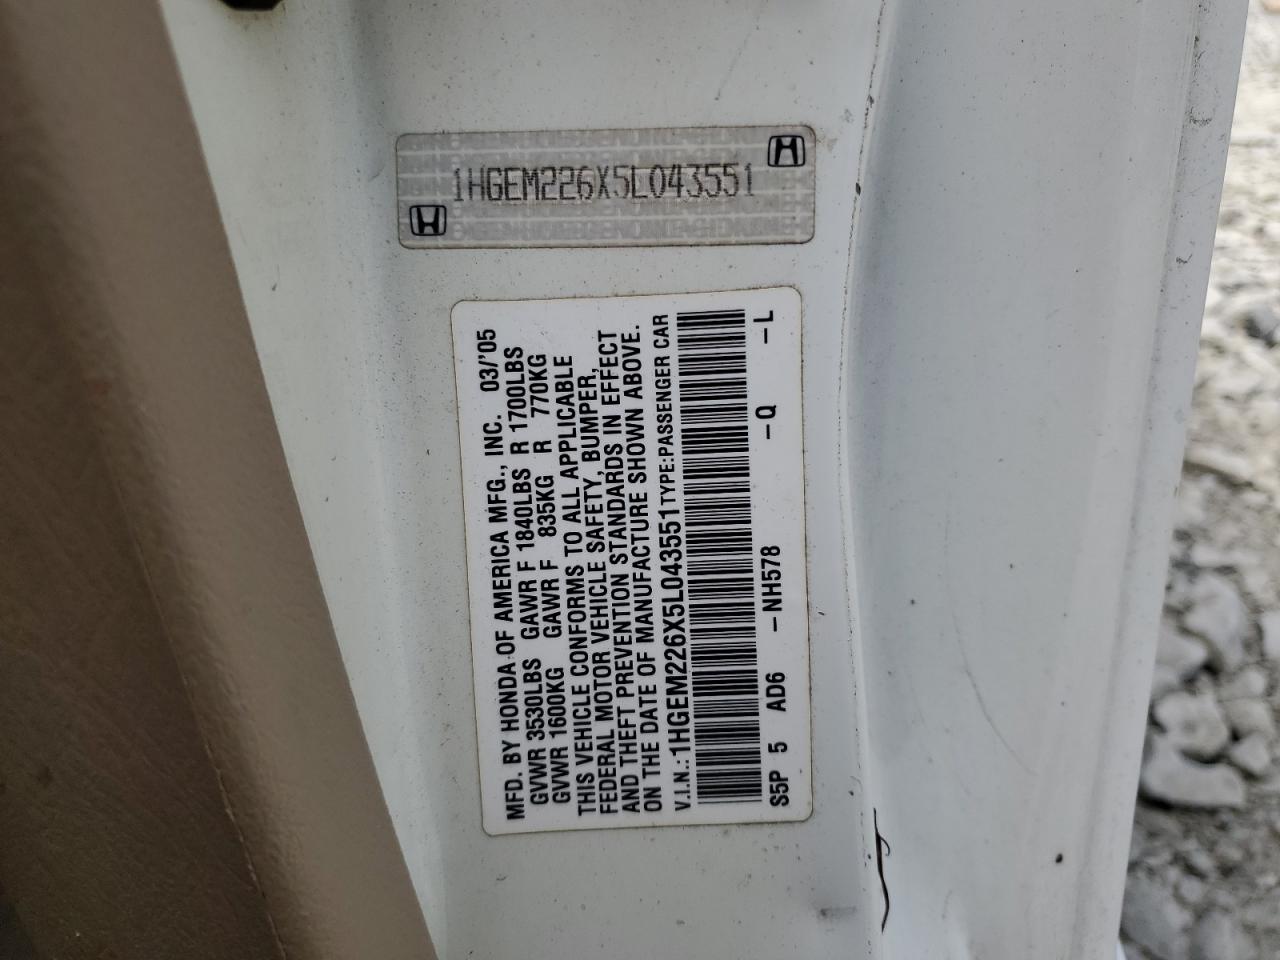 1HGEM226X5L043551
MFD. BY HONDA OF AMERICA MFG., INC. 03/'05
GVWR 3530LBS GAWR F 1840LBS R 1700LBS
GVWR 1600KG GAWR F 835KG R 770KG
THIS VEHICLE CONFORMS TO ALL APPLICABLE
FEDERAL MOTOR VEHICLE SAFETY, BUMPER,
AND THEFT PREVENTION STANDARDS IN EFFECT
ON THE DATE OF MANUFACTURE SHOWN ABOVE.
V.I.N.:1HGEM226X5L043551 TYPE:PASSENGER CAR
S5P 5 AD6 -NH578 -Q -L